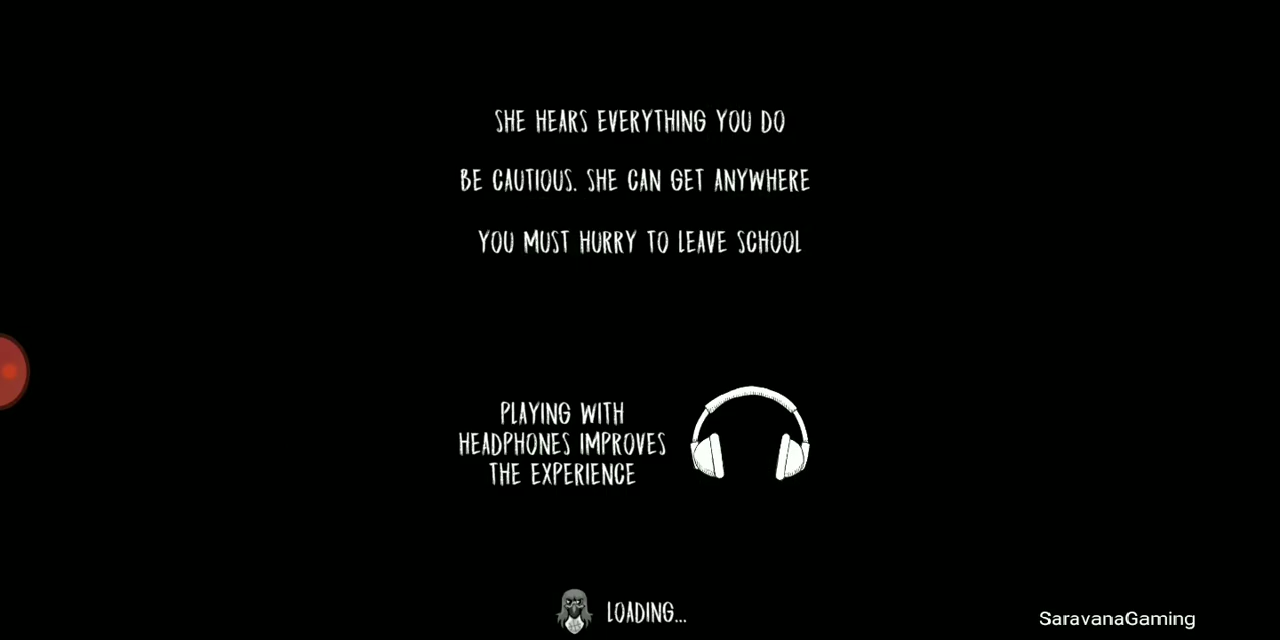 SHE HEARS EVERYTHING YOU DO
BE CAUTIOUS. SHE CAN GET ANYWHERE
YOU MUST HURRY TO LEAVE SCHOOL
PLAYING WITH
HEADPHONES IMPROVES
THE EXPERIENCE
LOADING...
SaravanaGaming